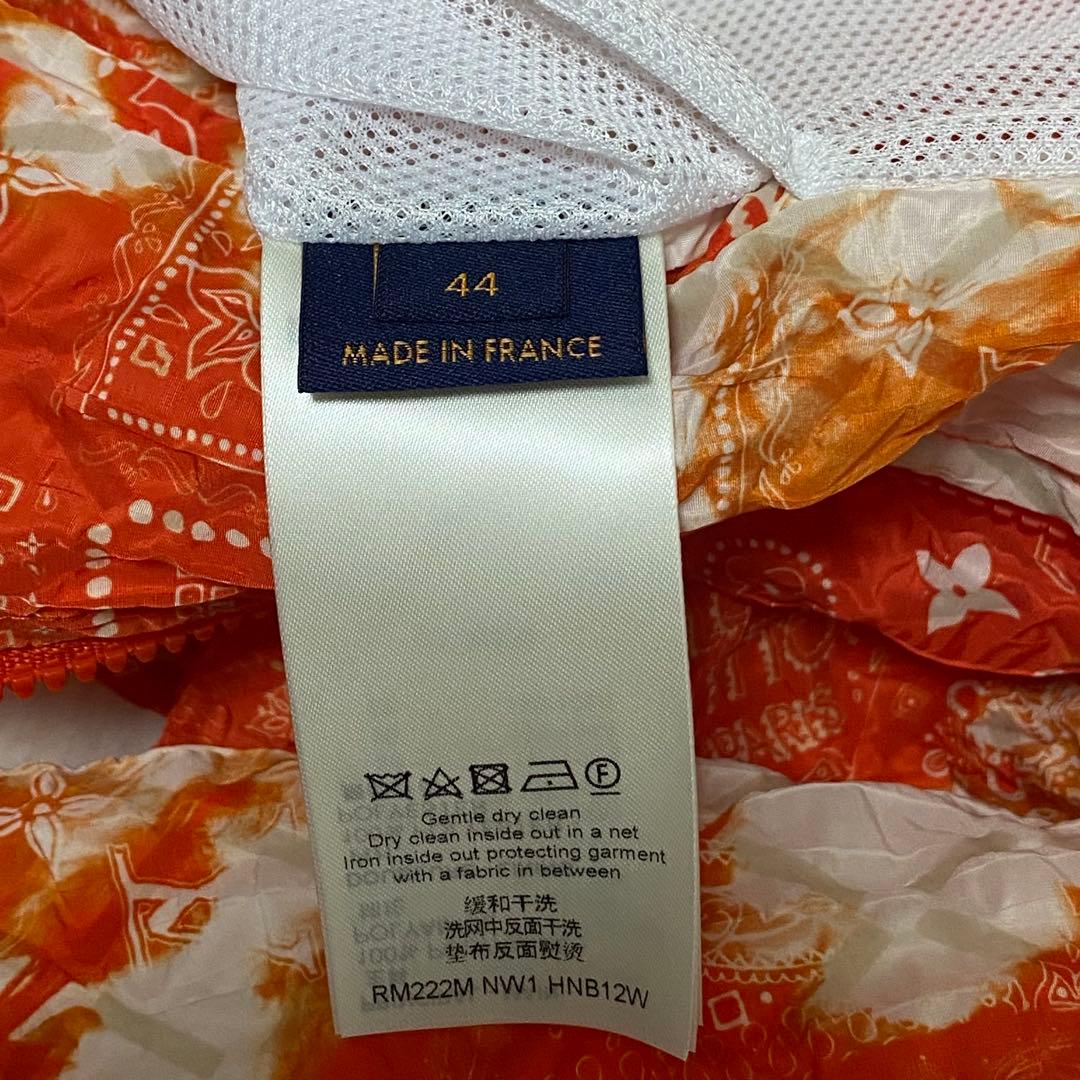 44
MADE IN FRANCE
F
Gentle dry clean
Dry clean inside out in a net
Iron inside out protecting garment
with a fabric in between
缓和干洗
洗网中反面干洗
垫布反面熨烫
RM222M NW1 HNB12W
PARIS